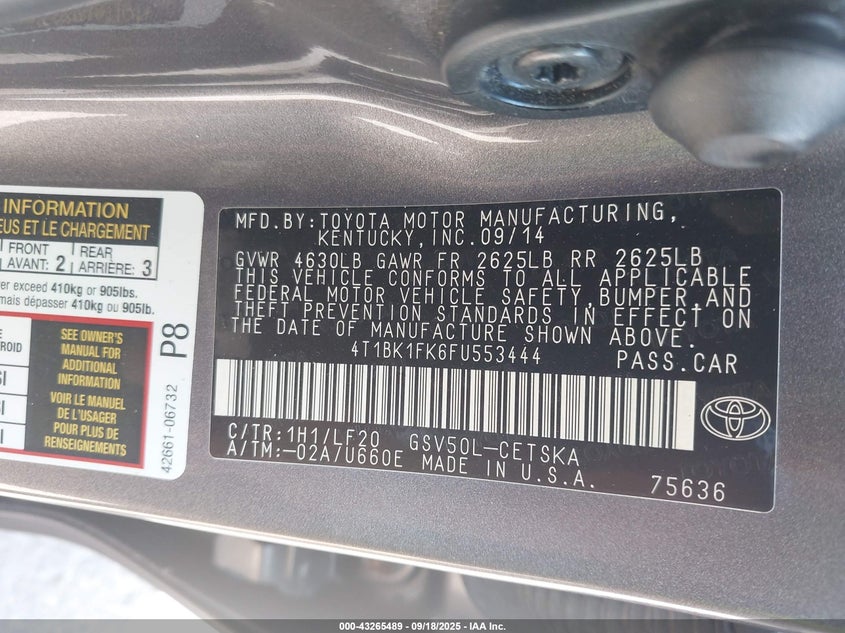 INFORMATION
EUS ET LE CHARGEMENT
FRONT
AVANT: 2
REAR
ARRIÈRE: 3
er exceed 410kg or 905lbs.
mais dépasser 410kg ou 905lb.
SEE OWNER'S
MANUAL FOR
ADDITIONAL
INFORMATION
VOIR LE MANUEL
DE L'USAGER
POUR PLUS DE
RENSEIGNEMENTS
P8
42661-06732
MFD.BY:TOYOTA MOTOR MANUFACTURING,
KENTUCKY,INC.09/14
GVWR 4630LB GAWR FR 2625LB RR 2625LB
THIS VEHICLE CONFORMS TO ALL APPLICABLE
FEDERAL MOTOR VEHICLE SAFETY,BUMPER,AND
THEFT PREVENTION STANDARDS IN EFFECT ON
THE DATE OF MANUFACTURE SHOWN ABOVE.
4T1BK1FK6FU553444 PASS.CAR
C/TR:1H1/LF20 GSV50L-CETSKA
A/TM:-02A/U660E MADE IN U.S.A. 75636
000-43265489 - 09/18/2025 - IAA Inc.